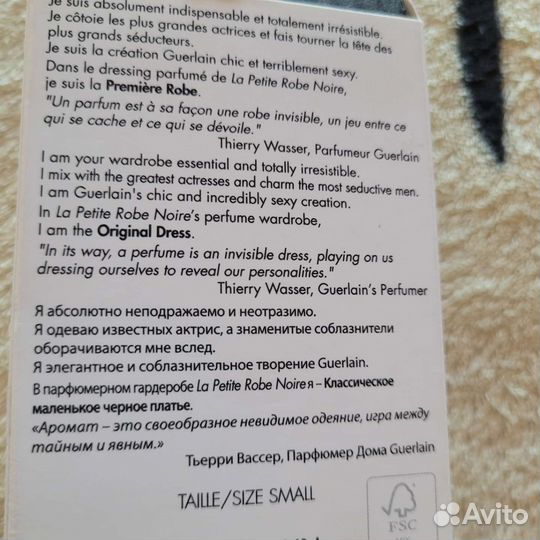 Je suis absolument indispensable et totalement irrésistible.
Je côtoie les plus grandes actrices et fais tourner la tête des
plus grands séducteurs.
Je suis la création Guerlain chic et terriblement sexy.
Dans le dressing parfumé de La Petite Robe Noire,
je suis la Première Robe.
"Un parfum est à sa façon une robe invisible, un jeu entre ce
qui se cache et ce qui se dévoile."
Thierry Wasser, Parfumeur Guerlain
I am your wardrobe essential and totally irresistible.
I mix with the greatest actresses and charm the most seductive men.
I am Guerlain's chic and incredibly sexy creation.
In La Petite Robe Noire's perfume wardrobe,
I am the Original Dress.
"In its way, a perfume is an invisible dress, playing on us
dressing ourselves to reveal our personalities."
Thierry Wasser, Guerlain's Perfumer
Я абсолютно неподражаемо и неотразимо.
Я одеваю известных актрис, а знаменитые соблазнители
оборачиваются мне вслед.
Я элегантное и соблазнительное творение Guerlain.
В парфюмерном гардеробе La Petite Robe Noire я – Классическое
маленькое черное платье.
«Аромат – это своеобразное невидимое одеяние, игра между
тайным и явным.»
Тьерри Вассер, Парфюмер Дома Guerlain
TAILLE/SIZE SMALL
FSC
Avito